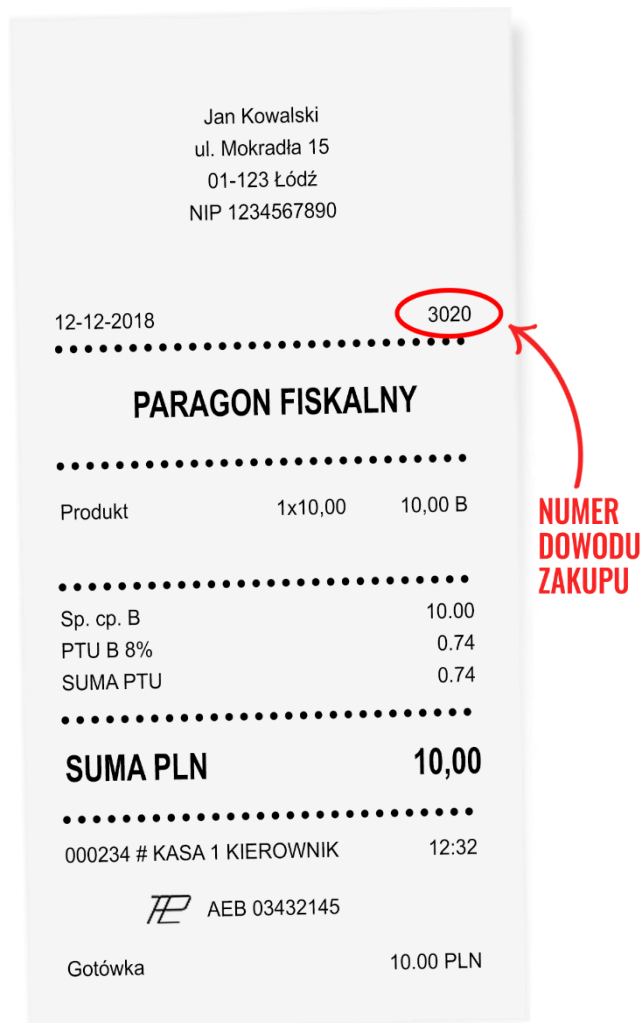 Jan Kowalski
ul. Mokradła 15
01-123 Łódź
NIP 1234567890
12-12-2018 3020
PARAGON FISKALNY
Produkt 1x10,00 10,00 B
Sp. cp. B 10.00
PTU B 8% 0.74
SUMA PTU 0.74
SUMA PLN 10,00
000234 # KASA 1 KIEROWNIK 12:32
AEB 03432145
Gotówka 10.00 PLN
NUMER
DOWODU
ZAKUPU